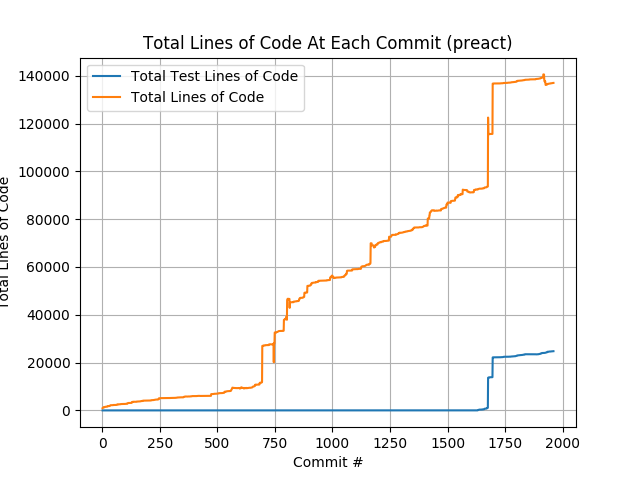 Total Lines of Code At Each Commit (preact)
Total Test Lines of Code
Total Lines of Code
140000
120000
100000
80000
60000
40000
20000
0
Total Lines of Code
0 250 500 750 1000 1250 1500 1750 2000
Commit #